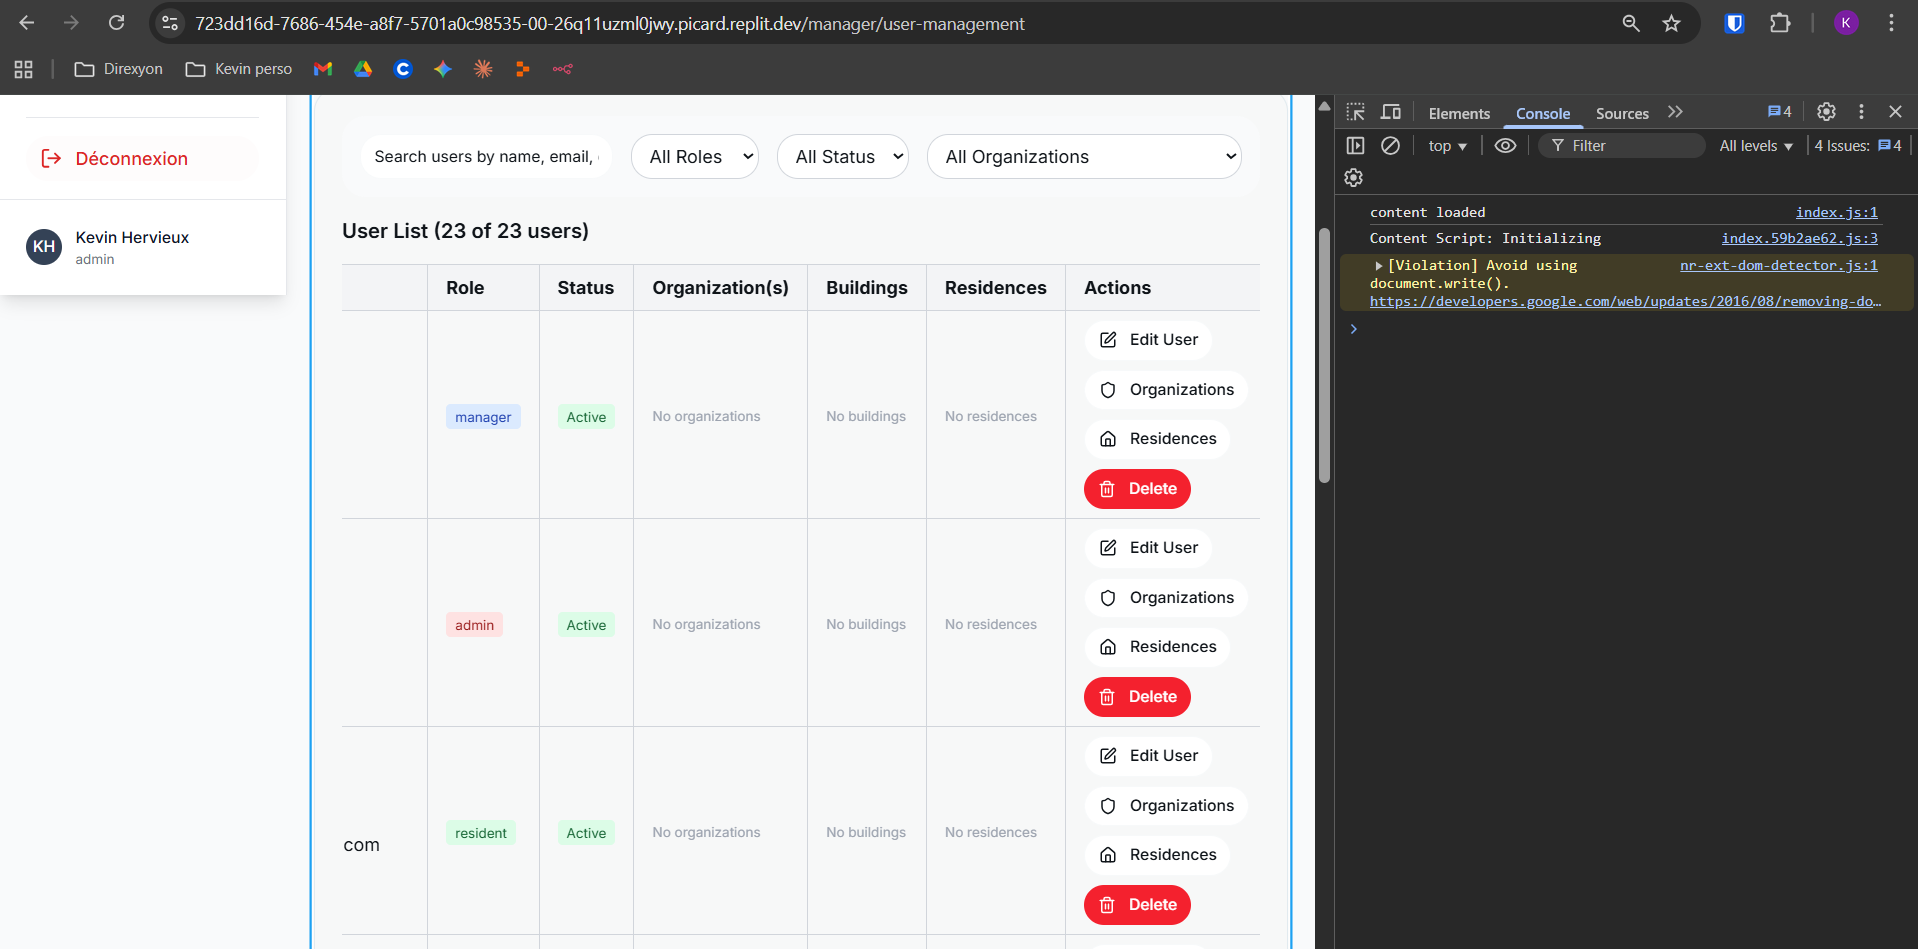 723dd16d-7686-454e-a8f7-5701a0c98535-00-26q11uzml0jwy.picard.replit.dev/manager/user-management
K
Direxyon
Kevin perso
Déconnexion
KH
Kevin Hervieux
admin
Search users by name, email,
All Roles
All Status
All Organizations
User List (23 of 23 users)
Role Status Organization(s) Buildings Residences Actions
manager Active No organizations No buildings No residences
Edit User
Organizations
Residences
Delete
admin Active No organizations No buildings No residences
Edit User
Organizations
Residences
Delete
com
resident Active No organizations No buildings No residences
Edit User
Organizations
Residences
Delete
Elements Console Sources 4
top Filter All levels 4 Issues: 4
content loaded index.js:1
Content Script: Initializing index.59b2ae62.js:3
[Violation] Avoid using nr-ext-dom-detector.js:1
document.write().
https://developers.google.com/web/updates/2016/08/removing-do…